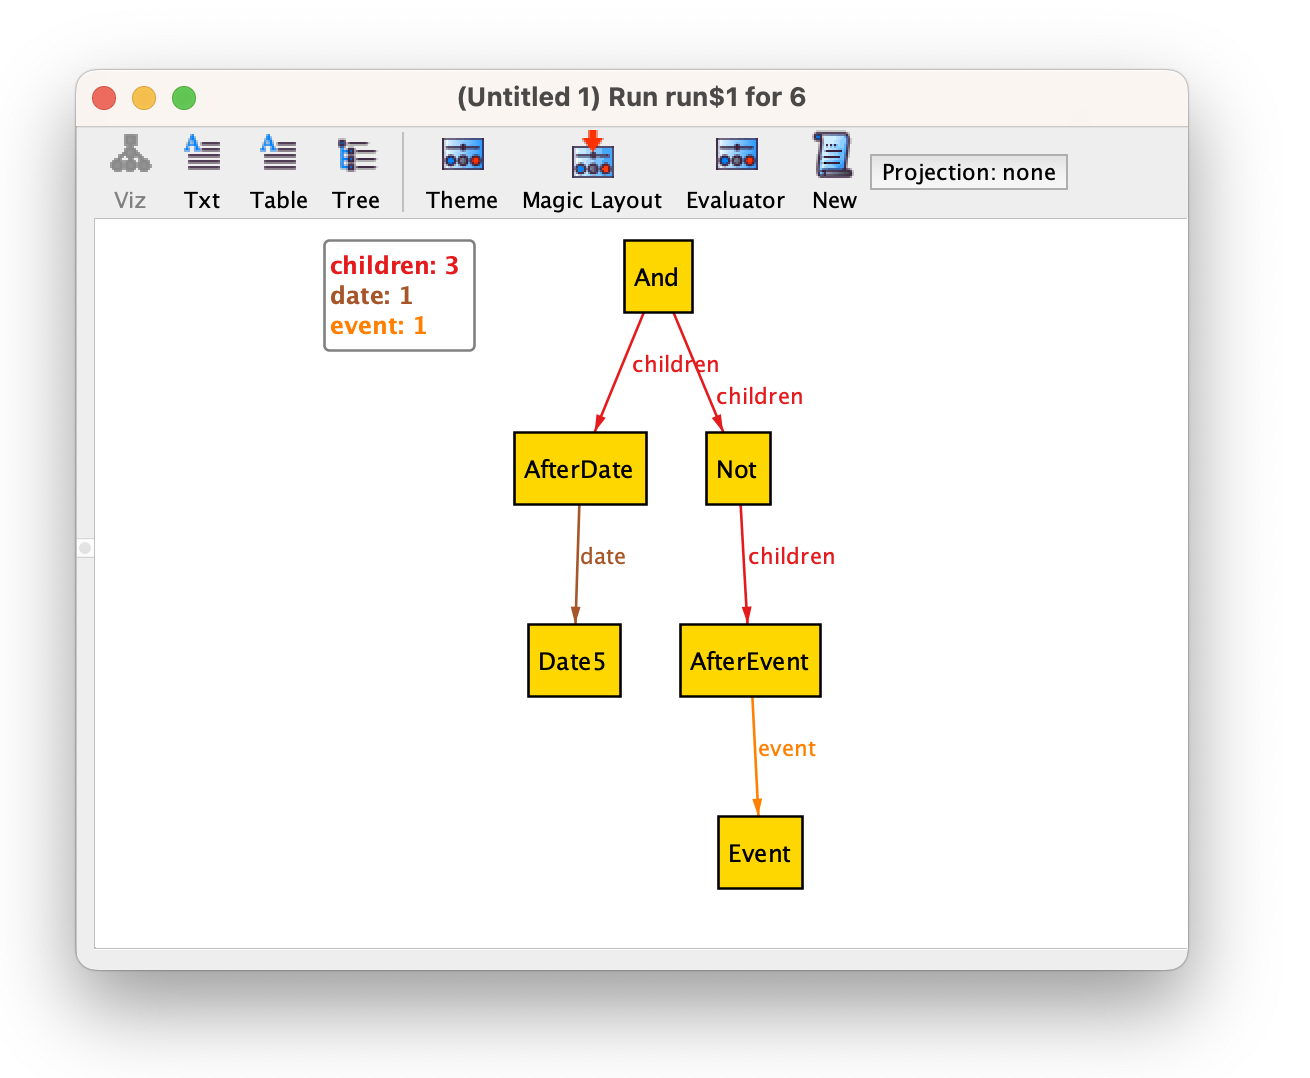 (Untitled 1) Run run$1 for 6
Viz Txt Table Tree Theme Magic Layout Evaluator New Projection: none
children: 3
date: 1
event: 1
And
children
children
AfterDate
Not
date
children
Date5
AfterEvent
event
Event